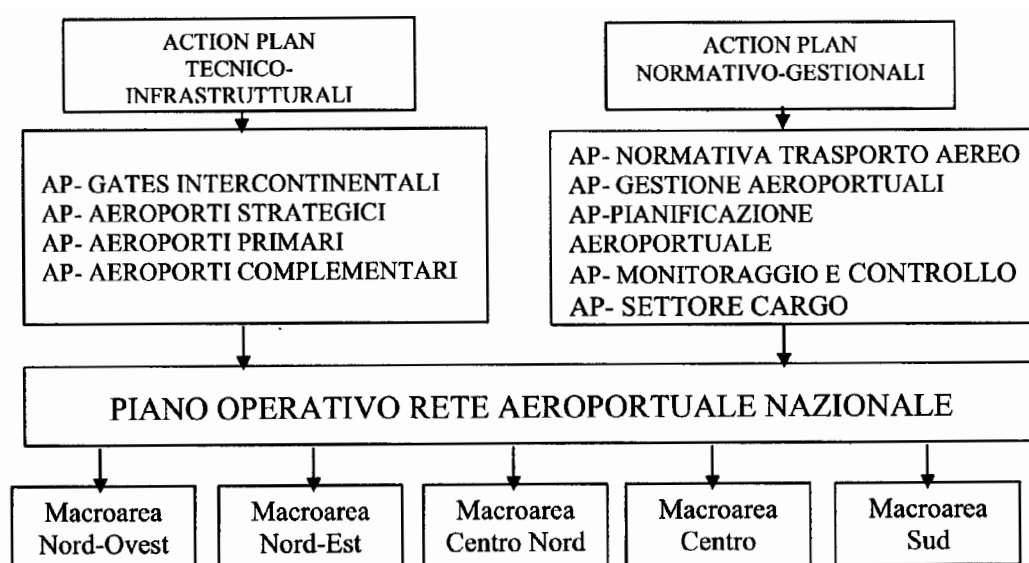 ACTION PLAN
TECNICO-
INFRASTRUTTURALI
ACTION PLAN
NORMATIVO-GESTIONALI
AP- GATES INTERCONTINENTALI
AP- AEROPORTI STRATEGICI
AP- AEROPORTI PRIMARI
AP- AEROPORTI COMPLEMENTARI
AP- NORMATIVA TRASPORTO AEREO
AP- GESTIONE AEROPORTUALI
AP-PIANIFICAZIONE
AEROPORTUALE
AP- MONITORAGGIO E CONTROLLO
AP- SETTORE CARGO
PIANO OPERATIVO RETE AEROPORTUALE NAZIONALE
Macroarea
Nord-Ovest
Macroarea
Nord-Est
Macroarea
Centro Nord
Macroarea
Centro
Macroarea
Sud